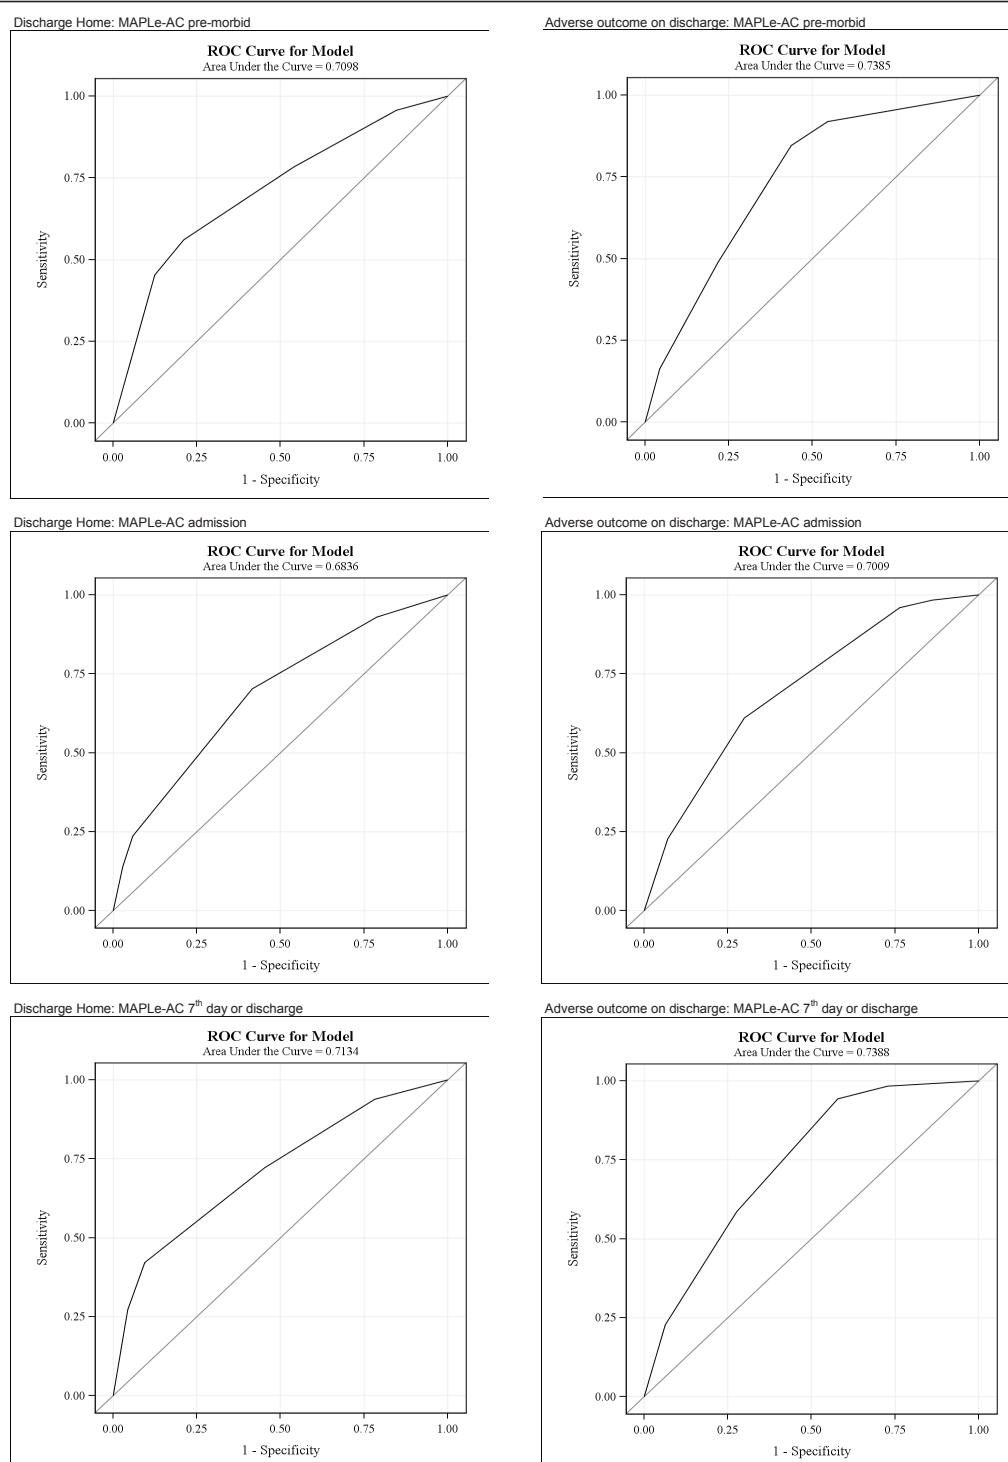 Discharge Home: MAPLe-AC pre-morbid
ROC Curve for Model
Area Under the Curve = 0.7098
1.00
0.75
0.50
0.25
0.00
Sensitivity
0.00 0.25 0.50 0.75 1.00
1 - Specificity
Adverse outcome on discharge: MAPLe-AC pre-morbid
ROC Curve for Model
Area Under the Curve = 0.7385
1.00
0.75
0.50
0.25
0.00
Sensitivity
0.00 0.25 0.50 0.75 1.00
1 - Specificity
Discharge Home: MAPLe-AC admission
ROC Curve for Model
Area Under the Curve = 0.6836
1.00
0.75
0.50
0.25
0.00
Sensitivity
0.00 0.25 0.50 0.75 1.00
1 - Specificity
Adverse outcome on discharge: MAPLe-AC admission
ROC Curve for Model
Area Under the Curve = 0.7009
1.00
0.75
0.50
0.25
0.00
Sensitivity
0.00 0.25 0.50 0.75 1.00
1 - Specificity
Discharge Home: MAPLe-AC 7th day or discharge
ROC Curve for Model
Area Under the Curve = 0.7134
1.00
0.75
0.50
0.25
0.00
Sensitivity
0.00 0.25 0.50 0.75 1.00
1 - Specificity
Adverse outcome on discharge: MAPLe-AC 7th day or discharge
ROC Curve for Model
Area Under the Curve = 0.7388
1.00
0.75
0.50
0.25
0.00
Sensitivity
0.00 0.25 0.50 0.75 1.00
1 - Specificity